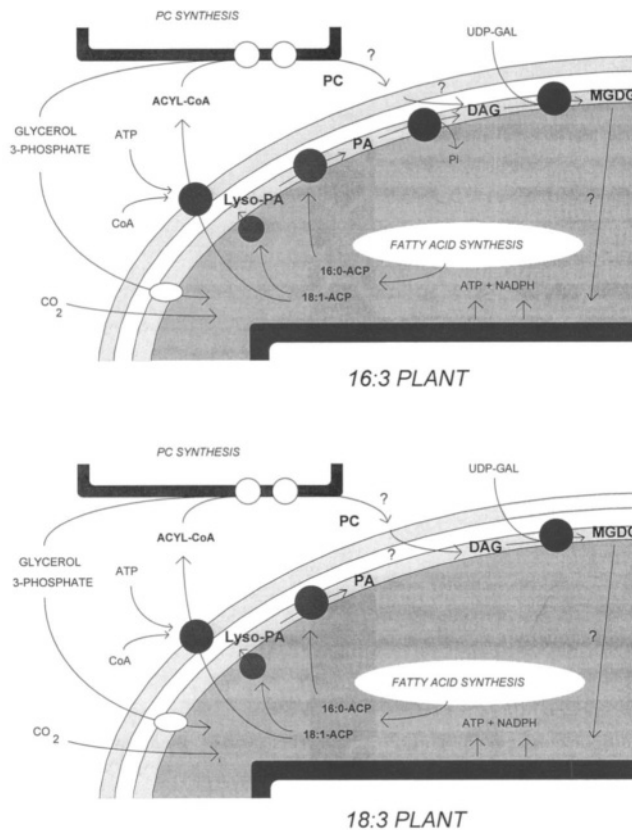 PC SYNTHESIS
UDP-GAL
?
PC
?
ACYL-CoA
DAG
MGDG
GLYCEROL
3-PHOSPHATE
ATP
PA
Pi
Lyso-PA
?
CoA
FATTY ACID SYNTHESIS
16:0-ACP
18:1-ACP
ATP + NADPH
CO2
16:3 PLANT
PC SYNTHESIS
UDP-GAL
?
PC
ACYL-CoA
?
DAG
MGDG
GLYCEROL
3-PHOSPHATE
ATP
PA
Lyso-PA
?
CoA
FATTY ACID SYNTHESIS
16:0-ACP
18:1-ACP
ATP + NADPH
CO2
18:3 PLANT